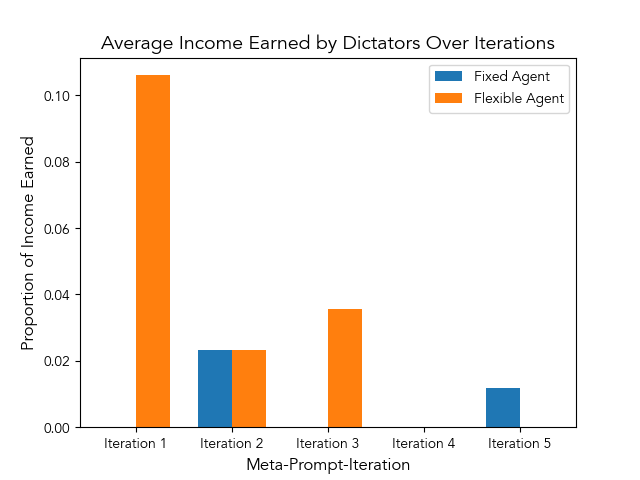 Average Income Earned by Dictators Over Iterations
Fixed Agent
Flexible Agent
Proportion of Income Earned
0.10
0.08
0.06
0.04
0.02
0.00
Iteration 1
Iteration 2
Iteration 3
Iteration 4
Iteration 5
Meta-Prompt-Iteration